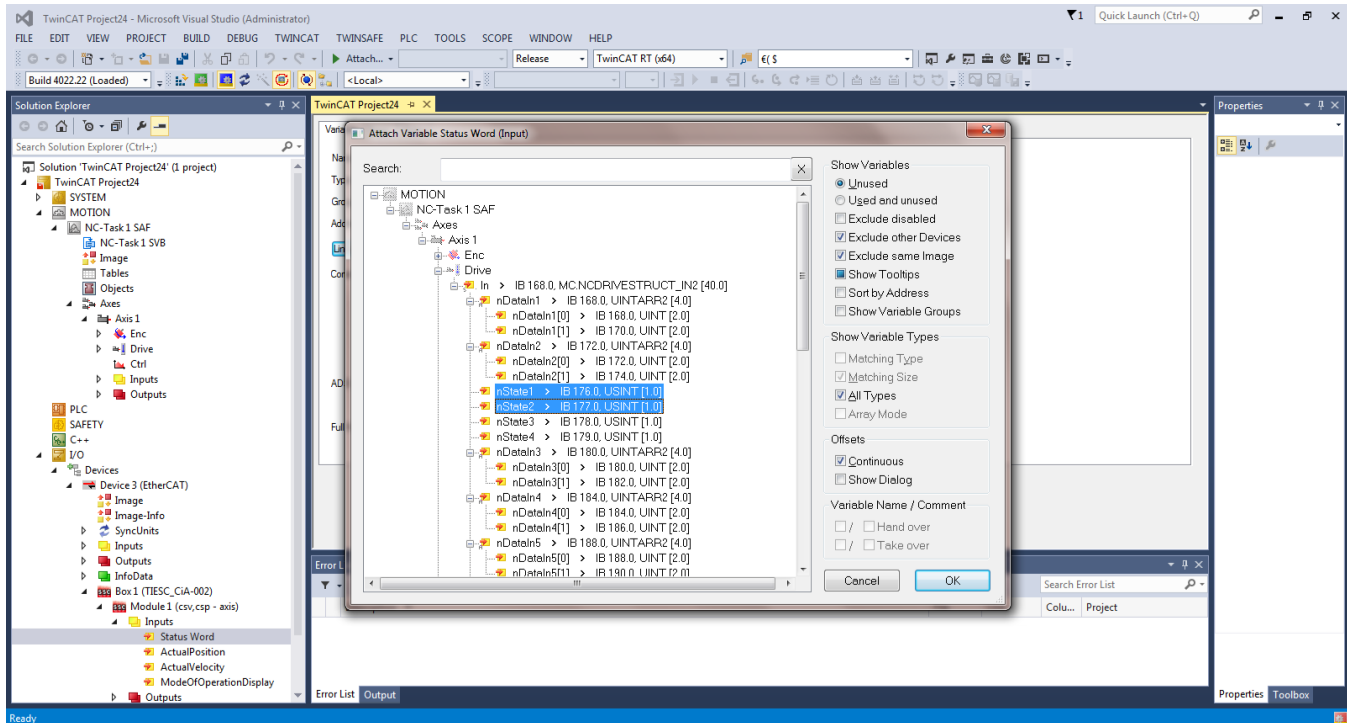 TwinCAT Project24 - Microsoft Visual Studio (Administrator)
1
Quick Launch (Ctrl+Q)
FILE EDIT VIEW PROJECT BUILD DEBUG TWINCAT TWINSAFE PLC TOOLS SCOPE WINDOW HELP
Attach...
Release
TwinCAT RT (x64)
€( $
Build 4022.22 (Loaded)
<Local>
Solution Explorer
Search Solution Explorer (Ctrl+;)
Solution 'TwinCAT Project24' (1 project)
TwinCAT Project24
SYSTEM
MOTION
NC-Task 1 SAF
NC-Task 1 SVB
Image
Tables
Objects
Axes
Axis 1
Enc
Drive
Ctrl
Inputs
Outputs
PLC
SAFETY
C++
I/O
Devices
Device 3 (EtherCAT)
Image
Image-Info
SyncUnits
Inputs
Outputs
InfoData
Box 1 (TIESC_CiA-002)
Module 1 (csv,csp - axis)
Inputs
Status Word
ActualPosition
ActualVelocity
ModeOfOperationDisplay
Outputs
TwinCAT Project24
Attach Variable Status Word (Input)
Search:
MOTION
NC-Task 1 SAF
Axes
Axis 1
Enc
Drive
In > IB 168.0, MC.NCDRIVESTRUCT_IN2 [40.0]
nDataIn1 > IB 168.0, UINTARR2 [4.0]
nDataIn1[0] > IB 168.0, UINT [2.0]
nDataIn1[1] > IB 170.0, UINT [2.0]
nDataIn2 > IB 172.0, UINTARR2 [4.0]
nDataIn2[0] > IB 172.0, UINT [2.0]
nDataIn2[1] > IB 174.0, UINT [2.0]
nState1 > IB 176.0, USINT [1.0]
nState2 > IB 177.0, USINT [1.0]
nState3 > IB 178.0, USINT [1.0]
nState4 > IB 179.0, USINT [1.0]
nDataIn3 > IB 180.0, UINTARR2 [4.0]
nDataIn3[0] > IB 180.0, UINT [2.0]
nDataIn3[1] > IB 182.0, UINT [2.0]
nDataIn4 > IB 184.0, UINTARR2 [4.0]
nDataIn4[0] > IB 184.0, UINT [2.0]
nDataIn4[1] > IB 186.0, UINT [2.0]
nDataIn5 > IB 188.0, UINTARR2 [4.0]
nDataIn5[0] > IB 188.0, UINT [2.0]
nDataIn5[1] > IB 190.0, UINT [2.0]
Show Variables
Unused
Used and unused
Exclude disabled
Exclude other Devices
Exclude same Image
Show Tooltips
Sort by Address
Show Variable Groups
Show Variable Types
Matching Type
Matching Size
All Types
Array Mode
Offsets
Continuous
Show Dialog
Variable Name / Comment
/ Hand over
/ Take over
Cancel
OK
Search Error List
Colu... Project
Error List Output
Properties
Properties Toolbox
Ready